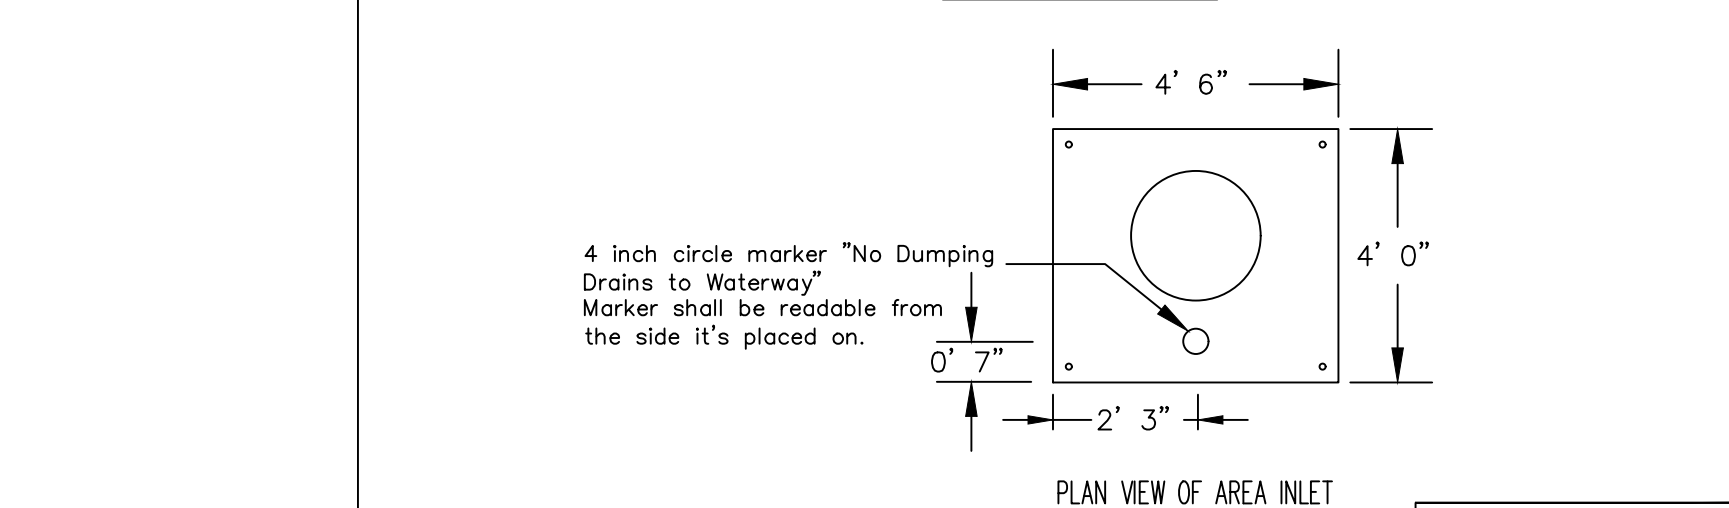 4' 6"
4 inch circle marker "No Dumping
Drains to Waterway"
Marker shall be readable from
the side it's placed on.
4' 0"
0' 7"
2' 3"
PLAN VIEW OF AREA INLET